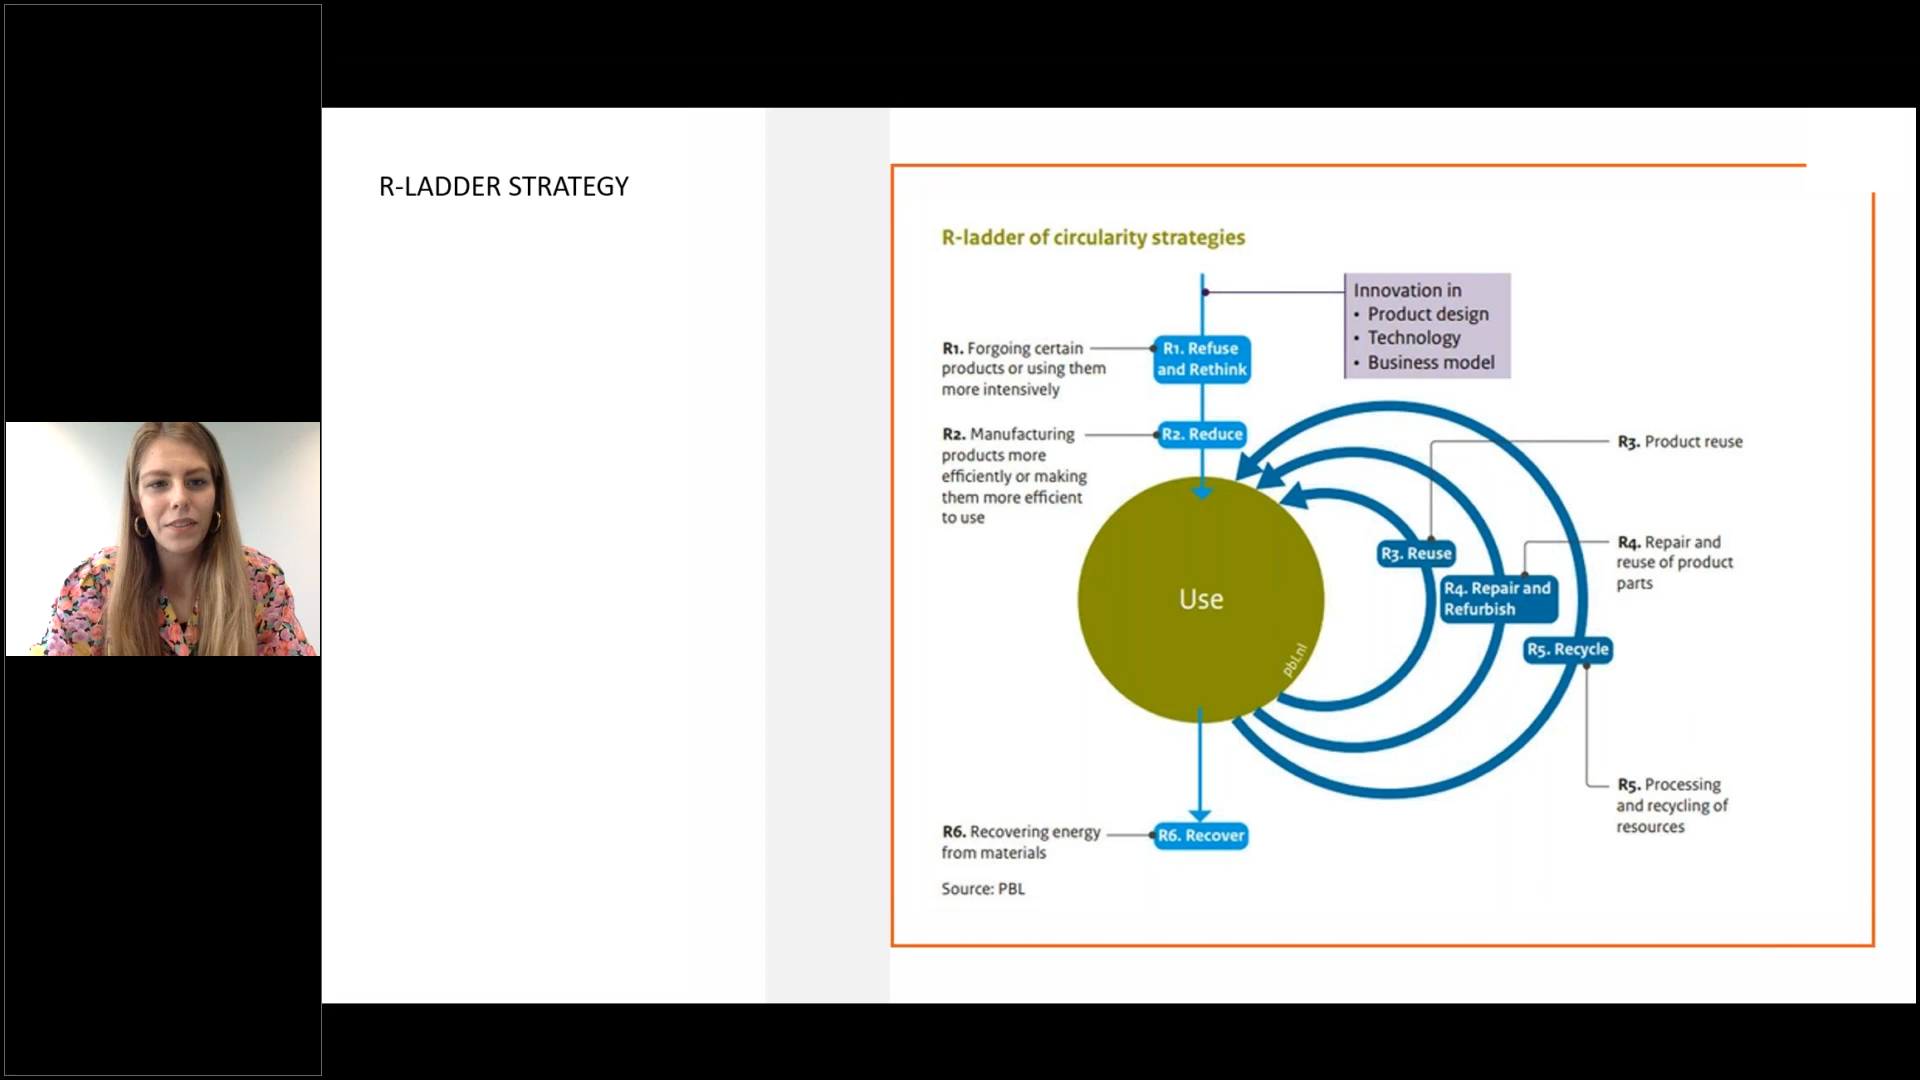 R-LADDER STRATEGY
R-ladder of circularity strategies
Innovation in
• Product design
• Technology
• Business model
R1. Forgoing certain
products or using them
more intensively
R1. Refuse
and Rethink
R2. Manufacturing
products more
efficiently or making
them more efficient
to use
R2. Reduce
R3. Product reuse
R3. Reuse
R4. Repair and
reuse of product
parts
R4. Repair and
Refurbish
Use
pbl.nl
R5. Recycle
R5. Processing
and recycling of
resources
R6. Recovering energy
from materials
R6. Recover
Source: PBL